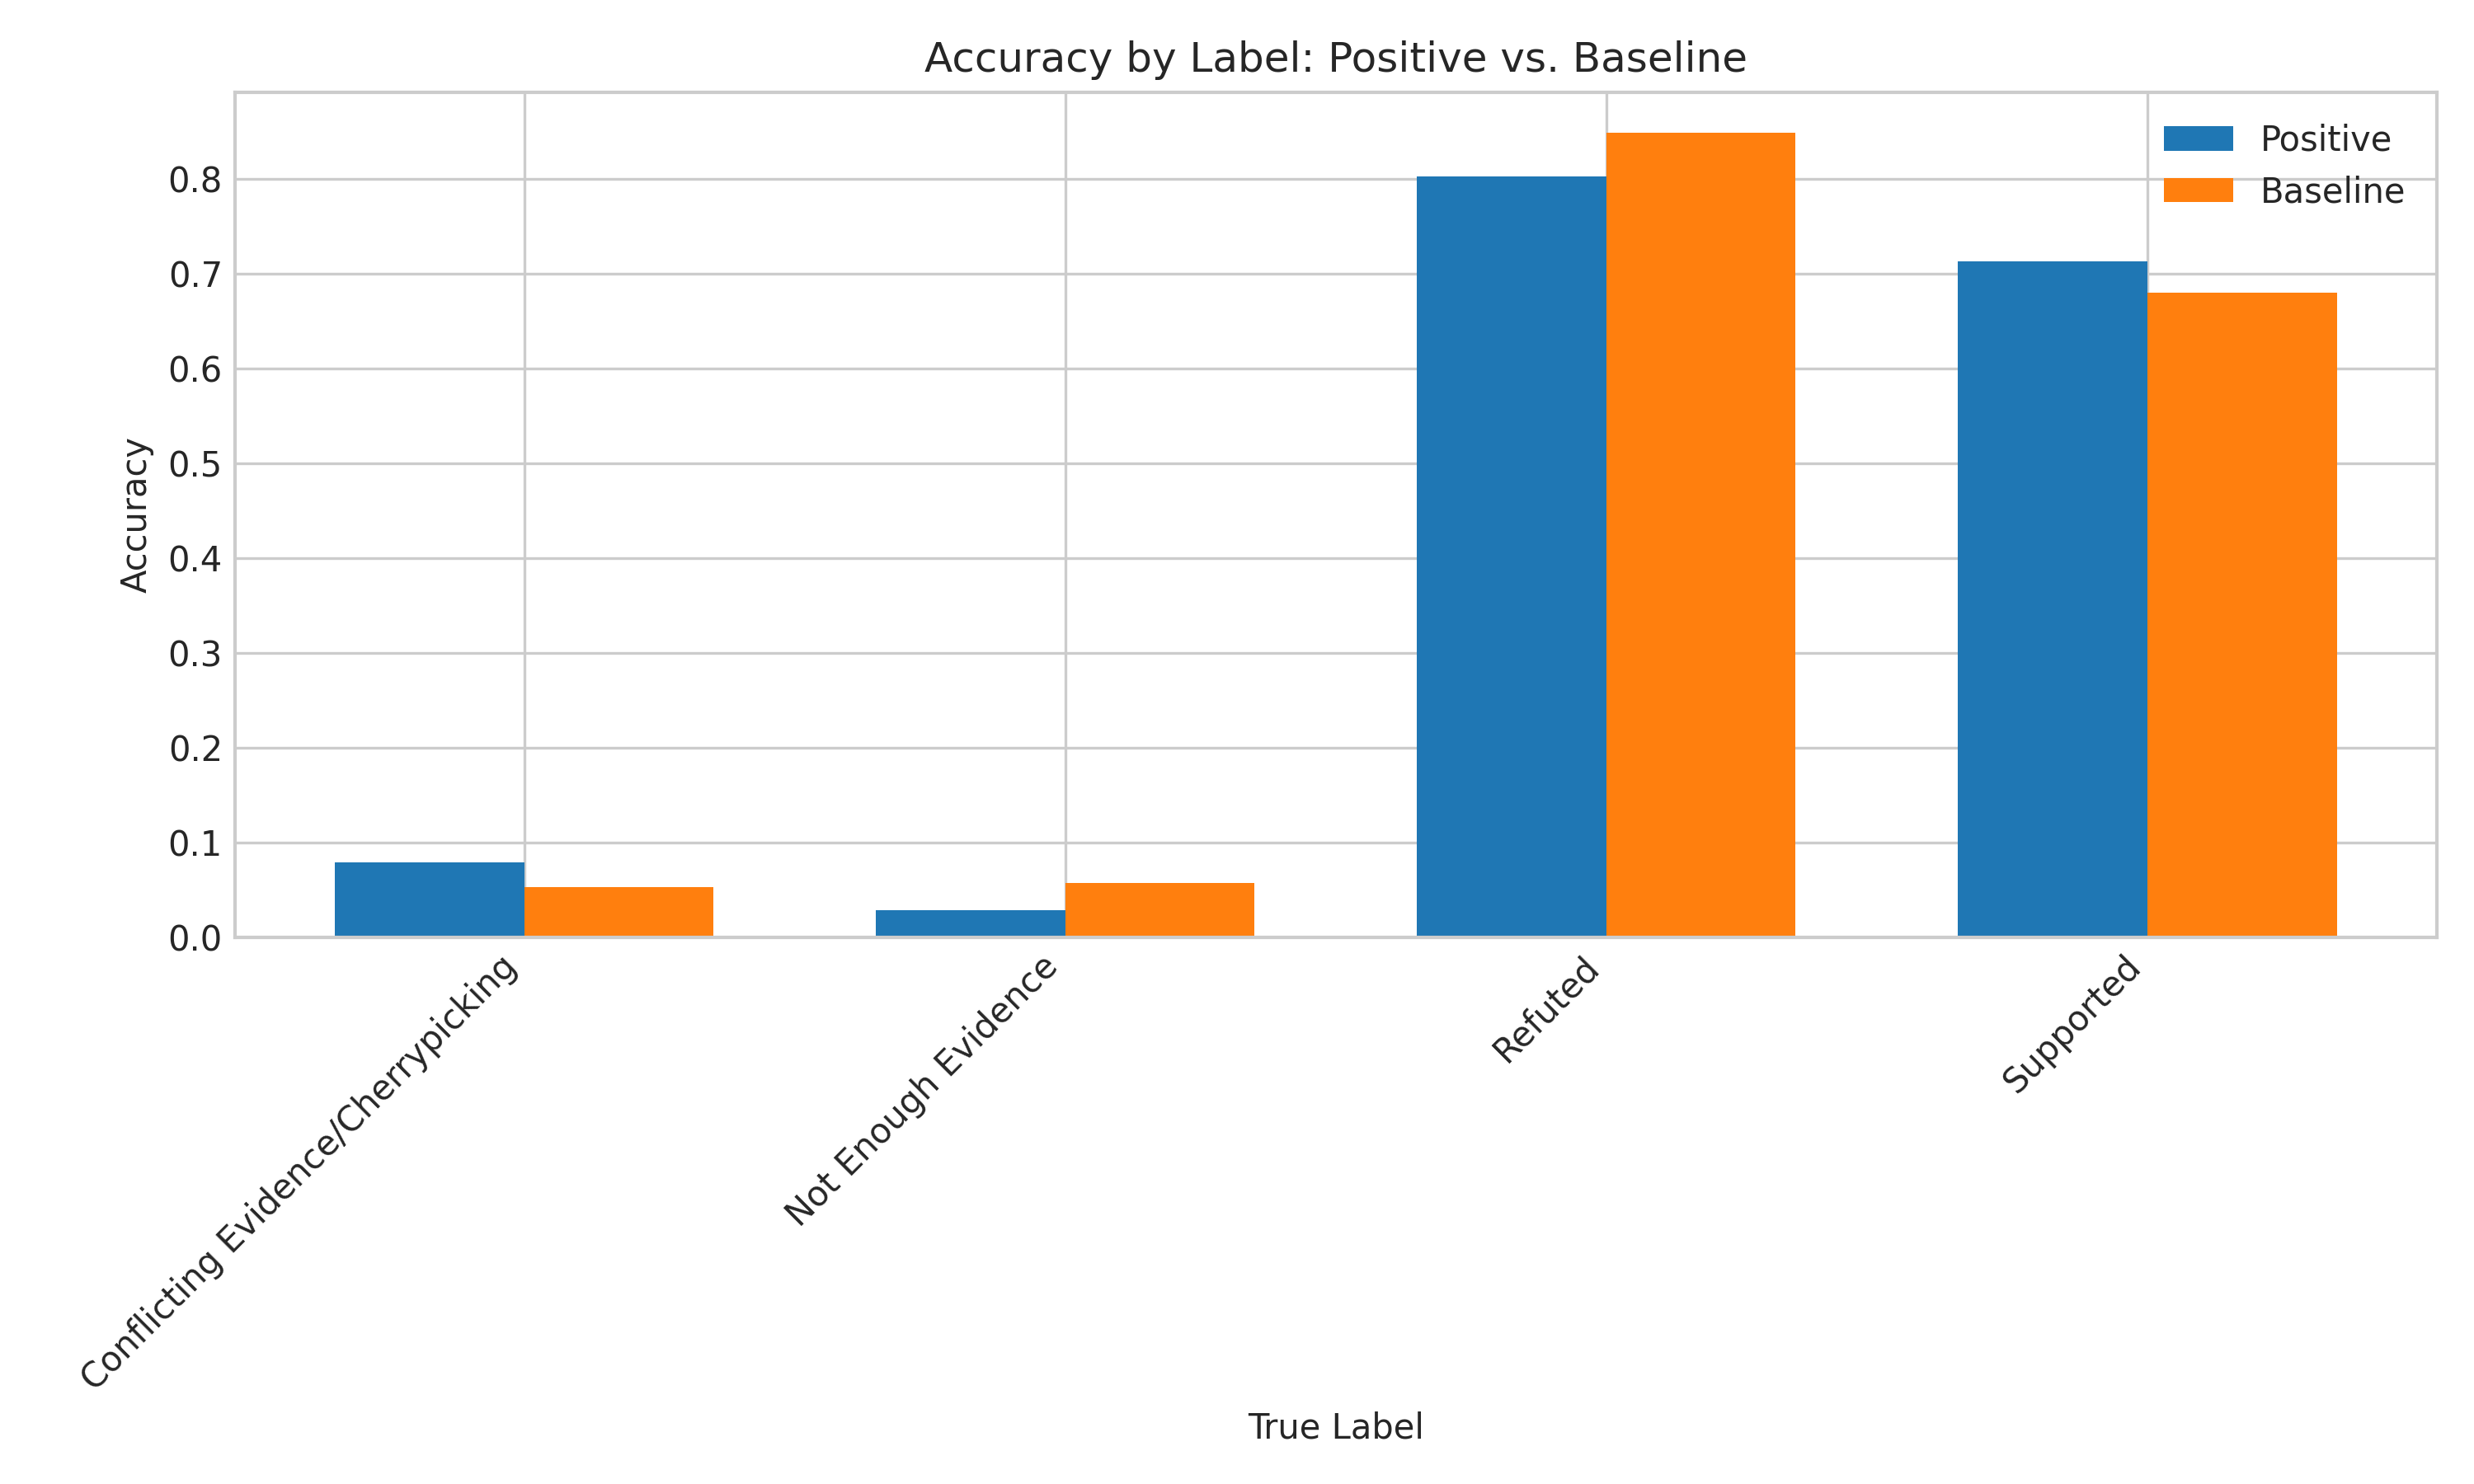 Accuracy by Label: Positive vs. Baseline
Positive
Baseline
Accuracy
0.8
0.7
0.6
0.5
0.4
0.3
0.2
0.1
0.0
Conflicting Evidence/Cherrypicking
Not Enough Evidence
Refuted
Supported
True Label